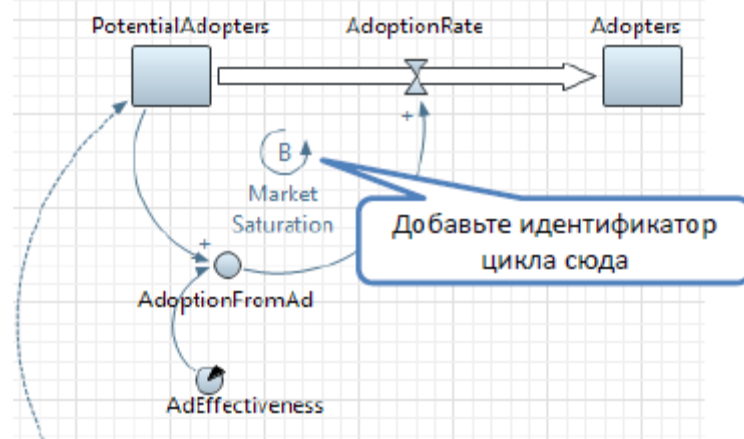 PotentialAdopters
AdoptionRate
Adopters
+
B
Market
Saturation
Добавьте идентификатор
цикла сюда
+
AdoptionFromAd
+
AdEffectiveness